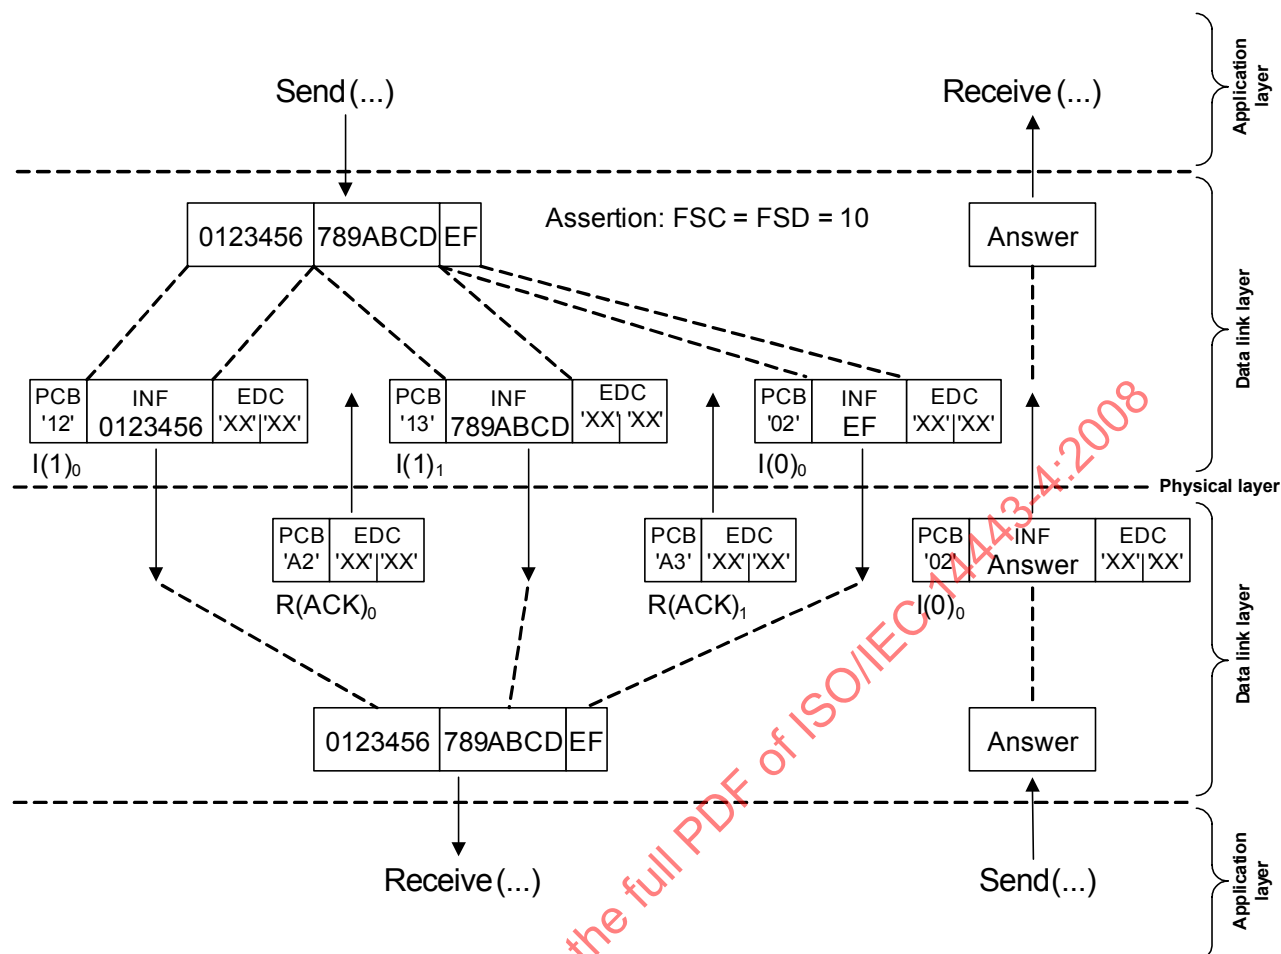 Application layer
Send (...)
Receive (...)
0123456 789ABCD EF
Assertion: FSC = FSD = 10
Answer
Data link layer
PCB '12' INF 0123456 EDC 'XX' 'XX'
PCB '13' INF 789ABCD EDC 'XX' 'XX'
PCB '02' INF EF EDC 'XX' 'XX'
I(1)₀
I(1)₁
I(0)₀
Physical layer
PCB 'A2' EDC 'XX' 'XX'
PCB 'A3' EDC 'XX' 'XX'
PCB '02' INF Answer EDC 'XX' 'XX'
R(ACK)₀
R(ACK)₁
I(0)₀
Data link layer
0123456 789ABCD EF
Answer
Receive (...)
Send(...)
Application layer
the full PDF of ISO/IEC 14443-4:2008